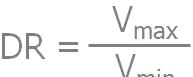 DR = Vmax
Vmin